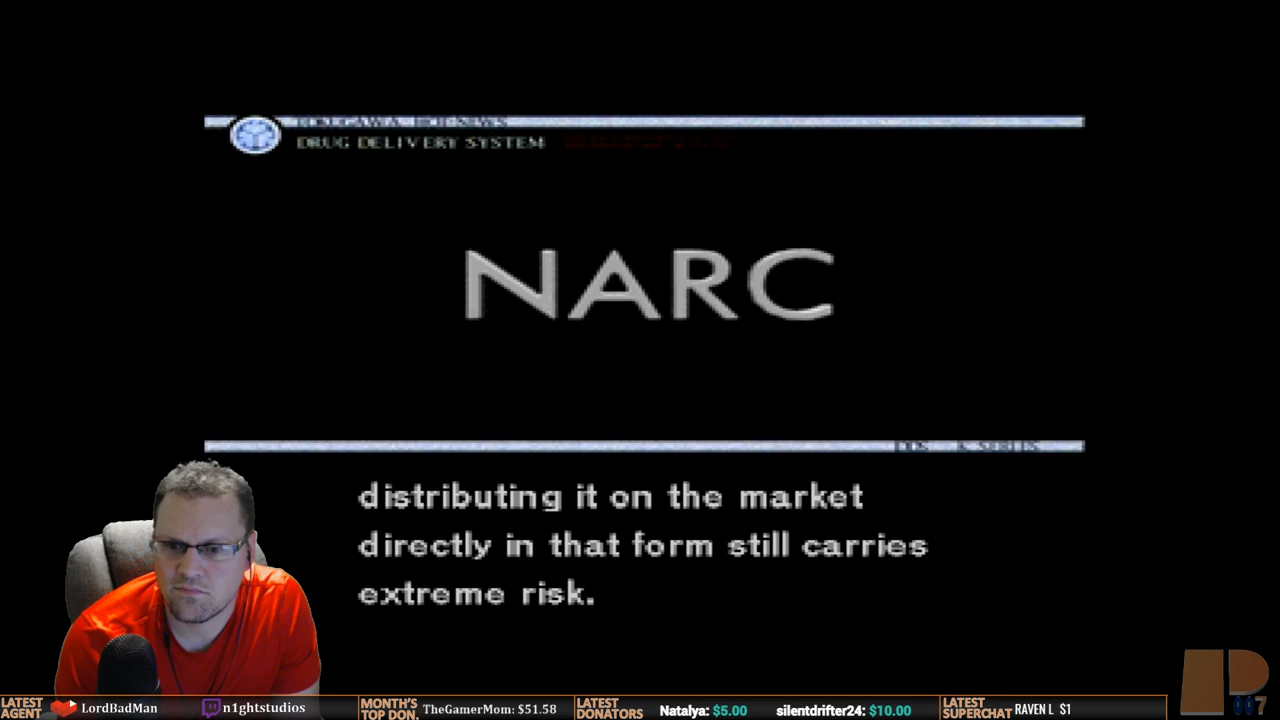 DRUG DELIVERY SYSTEM
NARC
distributing it on the market
directly in that form still carries
extreme risk.
LATEST AGENT LordBadMan n1ghtstudios MONTH'S TOP DON. TheGamerMom: $51.58 LATEST DONATORS Natalya: $5.00 silentdrifter24: $10.00 LATEST SUPERCHAT RAVEN L $1